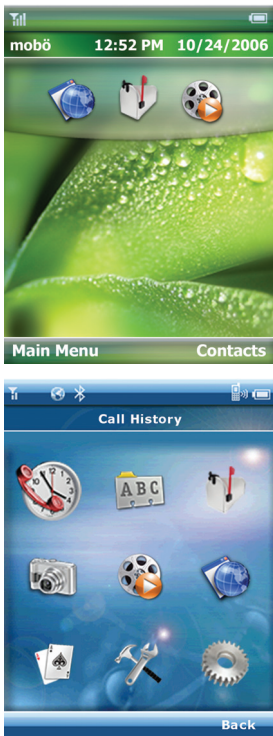 mobö 12:52 PM 10/24/2006
Main Menu Contacts
Call History
ABC
Back